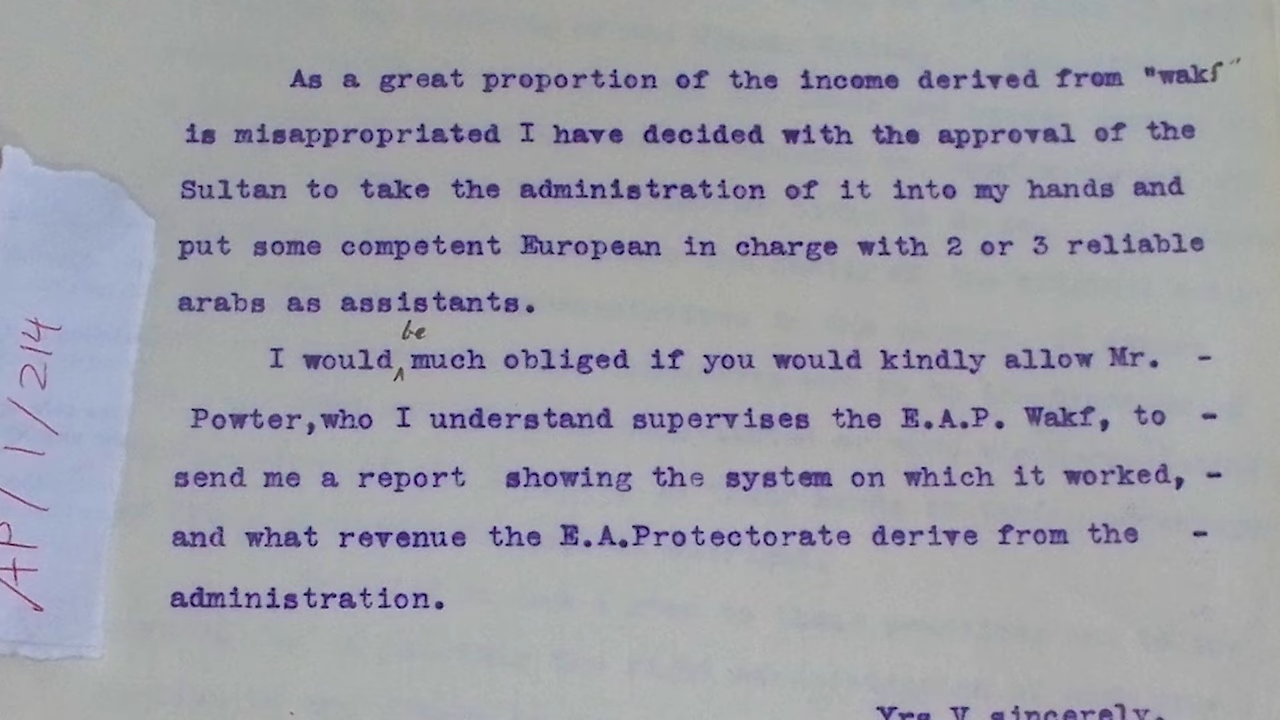 As a great proportion of the income derived from "wakf"
is misappropriated I have decided with the approval of the
Sultan to take the administration of it into my hands and
put some competent European in charge with 2 or 3 reliable
arabs as assistants.
be
I would ‸ much obliged if you would kindly allow Mr. -
Powter,who I understand supervises the E.A.P. Wakf, to -
send me a report showing the system on which it worked, -
and what revenue the E.A.Protectorate derive from the -
administration.
Yrs V sincerely,
AP/1/214